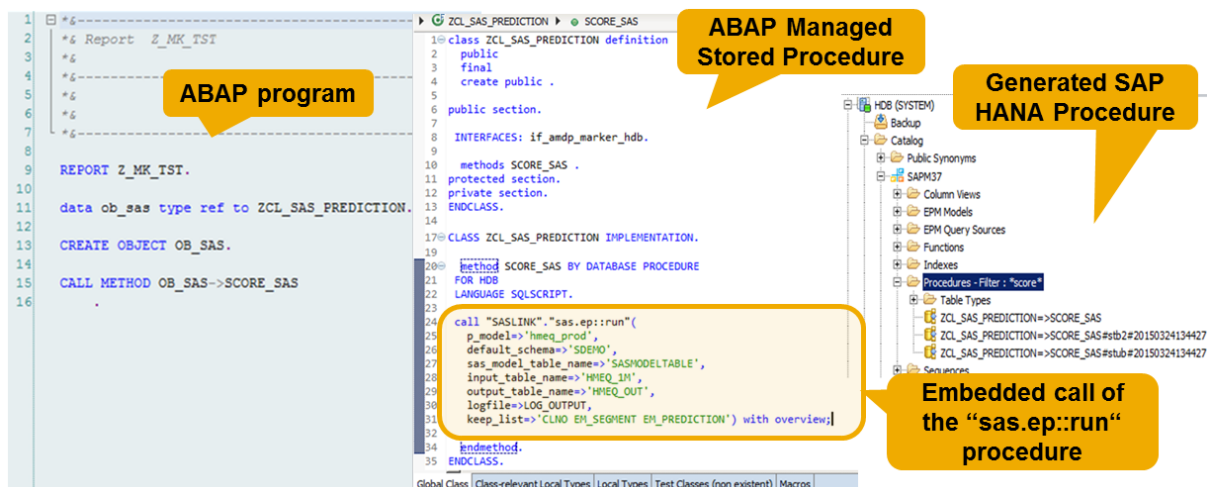 1 *&---------------------------------------------
2 *& Report Z_MK_TST
3 *&
4 *&---------------------------------------------
5 *&
6 *&
7 *&---------------------------------------------
8
9 REPORT Z_MK_TST.
10
11 data ob_sas type ref to ZCL_SAS_PREDICTION.
12
13 CREATE OBJECT OB_SAS.
14
15 CALL METHOD OB_SAS->SCORE_SAS
16 .
ABAP program
ZCL_SAS_PREDICTION SCORE_SAS
1 class ZCL_SAS_PREDICTION definition
2 public
3 final
4 create public .
5
6 public section.
7
8 INTERFACES: if_amdp_marker_hdb.
9
10 methods SCORE_SAS .
11 protected section.
12 private section.
13 ENDCLASS.
14
17 CLASS ZCL_SAS_PREDICTION IMPLEMENTATION.
19
20 method SCORE_SAS BY DATABASE PROCEDURE
21 FOR HDB
22 LANGUAGE SQLSCRIPT.
23
24 call "SASLINK"."sas.ep::run"(
25 p_model=>'hmeq_prod',
26 default_schema=>'SDEMO',
27 sas_model_table_name=>'SASMODELTABLE',
28 input_table_name=>'HMEQ_1M',
29 output_table_name=>'HMEQ_OUT',
30 logfile=>LOG_OUTPUT,
31 keep_list=>'CLNO EM_SEGMENT EM_PREDICTION') with overview;
32
34 endmethod.
35 ENDCLASS.
Global Class Class-relevant Local Types Local Types Test Classes (non existent) Macros
ABAP Managed
Stored Procedure
Generated SAP
HANA Procedure
HDB (SYSTEM)
Backup
Catalog
Public Synonyms
SAPM37
Column Views
EPM Models
EPM Query Sources
Functions
Indexes
Procedures - Filter : "score"
Table Types
ZCL_SAS_PREDICTION=>SCORE_SAS
ZCL_SAS_PREDICTION=>SCORE_SAS#stb2#20150324134427
ZCL_SAS_PREDICTION=>SCORE_SAS#stub#20150324134427
Sequences
Embedded call of
the “sas.ep::run“
procedure